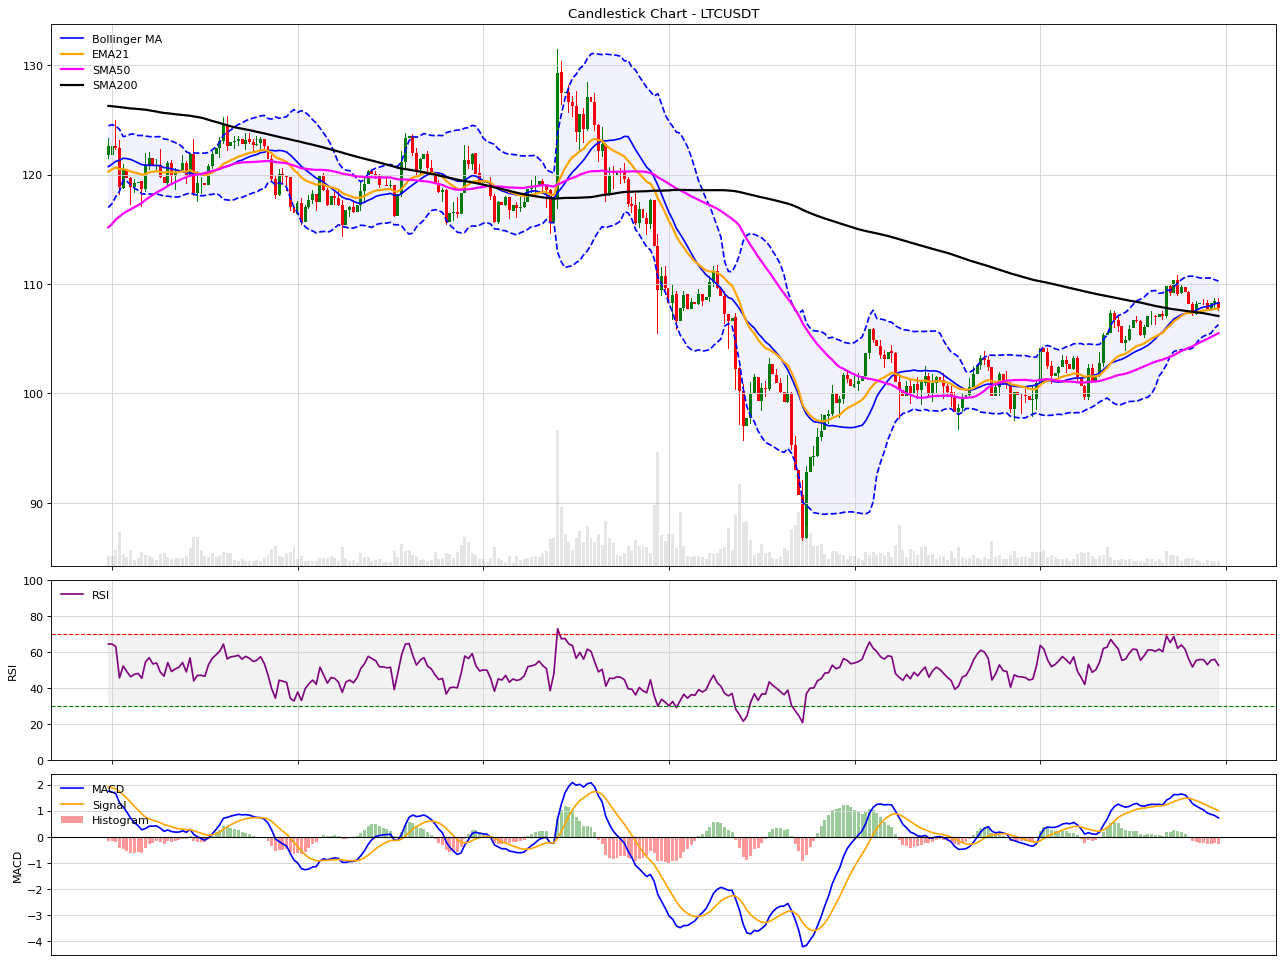 Candlestick Chart - LTCUSDT
Bollinger MA
EMA21
SMA50
SMA200
130
120
110
100
90
RSI
100
80
60
40
20
0
RSI
MACD
Signal
Histogram
2
1
0
−1
−2
−3
−4
MACD